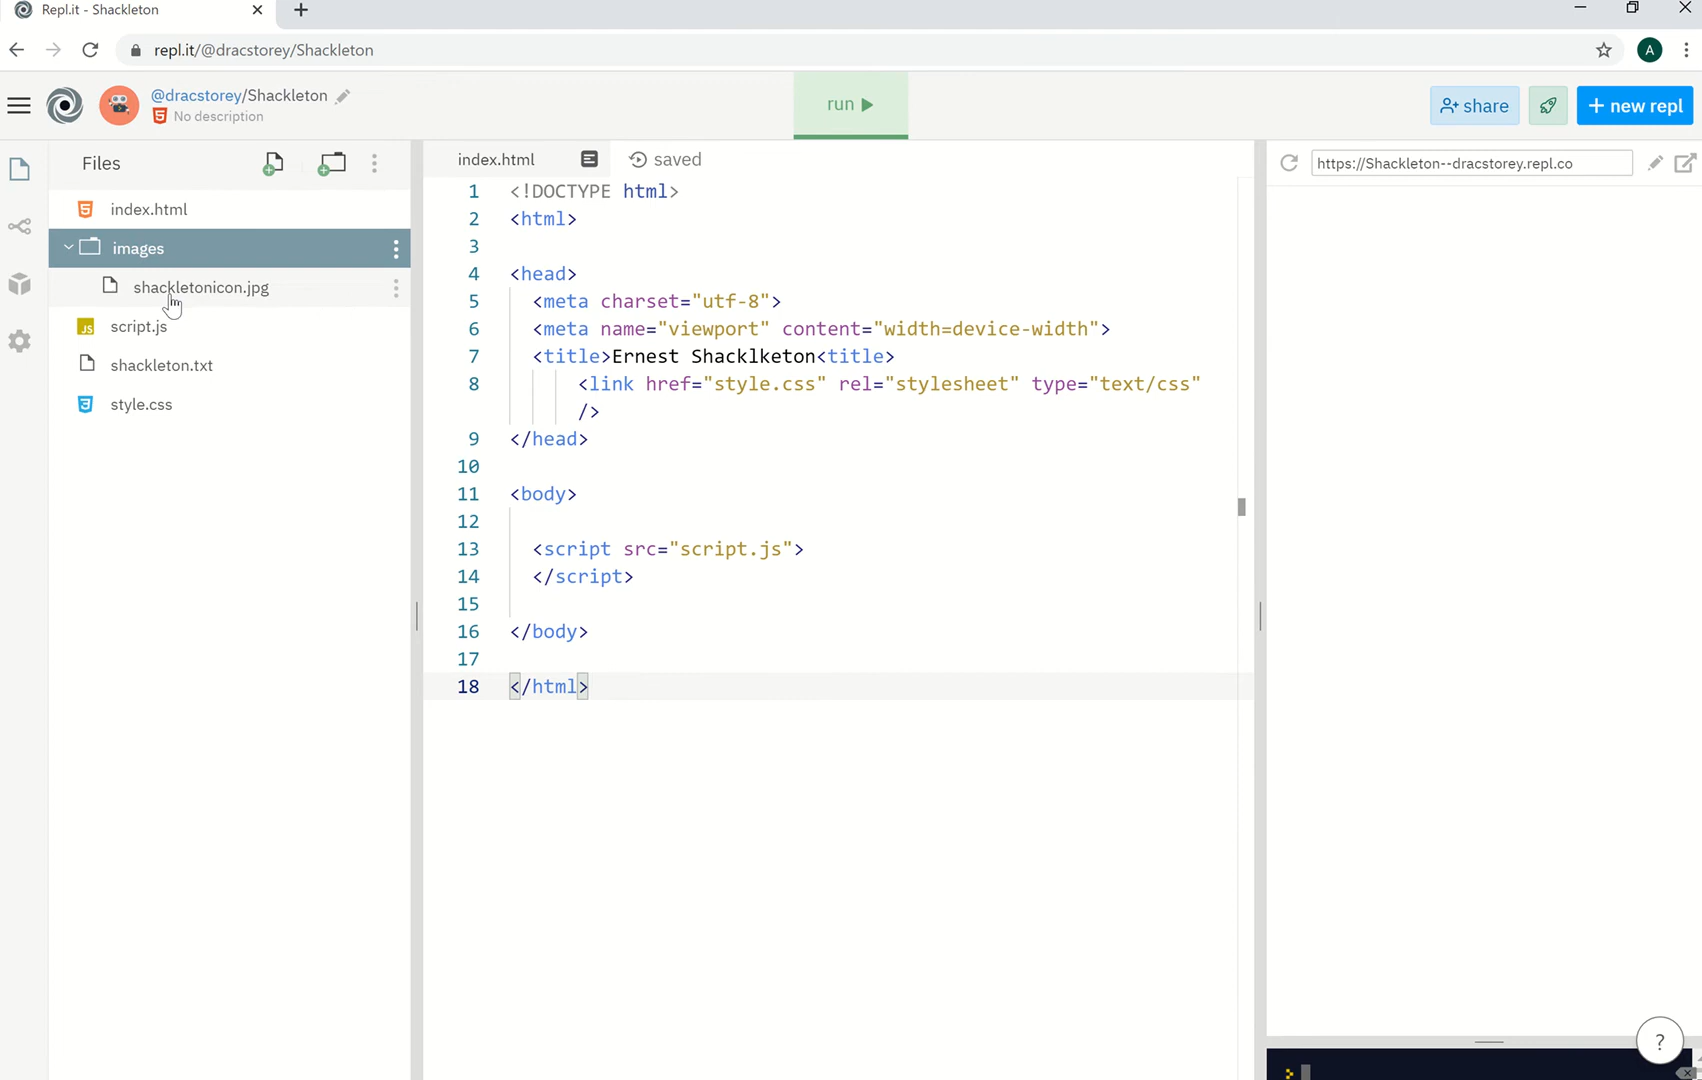 Repl.it - Shackleton
repl.it/@dracstorey/Shackleton
A
@dracstorey/Shackleton
No description
run
share
+ new repl
Files
index.html
images
shackletonicon.jpg
script.js
shackleton.txt
style.css
index.html
saved
1 <!DOCTYPE html>
2 <html>
3
4 <head>
5 <meta charset="utf-8">
6 <meta name="viewport" content="width=device-width">
7 <title>Ernest Shacklketon<title>
8 <link href="style.css" rel="stylesheet" type="text/css"
/>
9 </head>
10
11 <body>
12
13 <script src="script.js">
14 </script>
15
16 </body>
17
18 </html>
https://Shackleton--dracstorey.repl.co
?
>